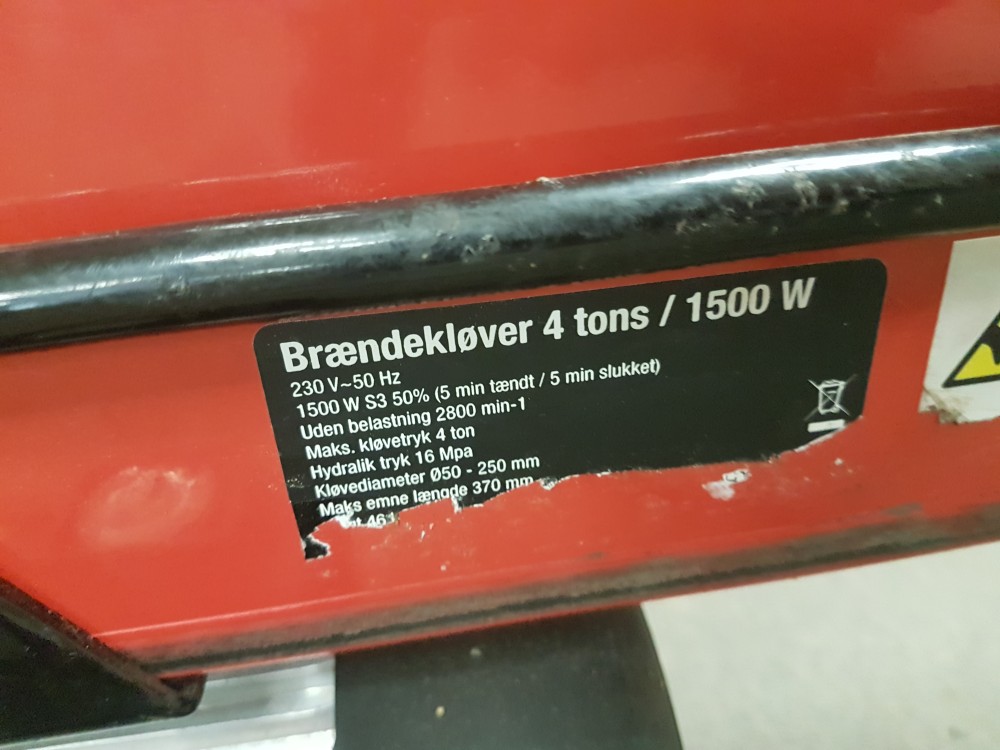 Brændekløver 4 tons / 1500 W
230 V~50 Hz
1500 W S3 50% (5 min tændt / 5 min slukket)
Uden belastning 2800 min-1
Maks. kløvetryk 4 ton
Hydralik tryk 16 Mpa
Kløvediameter Ø50 - 250 mm
Maks emne længde 370 mm